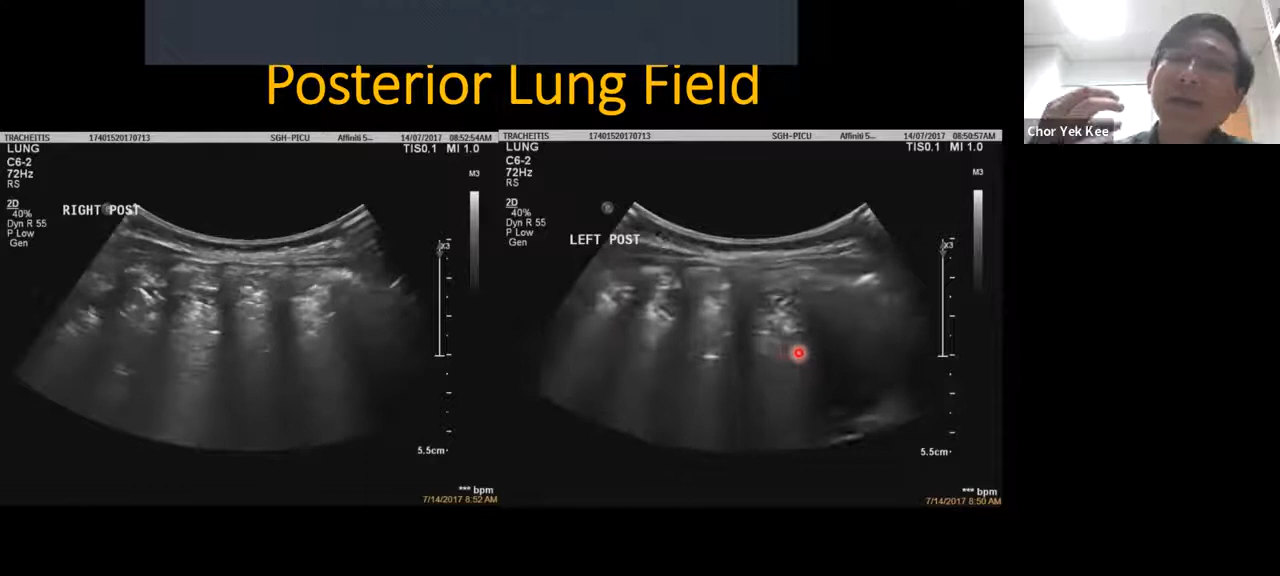 Posterior Lung Field
TRACHEITIS 17401520170713 SGH-PICU Affiniti 5... 14/07/2017 08:52:54AM
LUNG TIS0.1 MI 1.0
C6-2
72Hz
RS
M3
2D
40%
Dyn R 55
P Low
Gen
RIGHT POST
x3
5.5cm
*** bpm
7/14/2017 8:52 AM
TRACHEITIS 17401520170713 SGH-PICU Affiniti 5... 14/07/2017 08:50:57AM
LUNG TIS0.1 MI 1.0
C6-2
72Hz
RS
M3
2D
40%
Dyn R 55
P Low
Gen
LEFT POST
x3
5.5cm
*** bpm
7/14/2017 8:50 AM
Chor Yek Kee